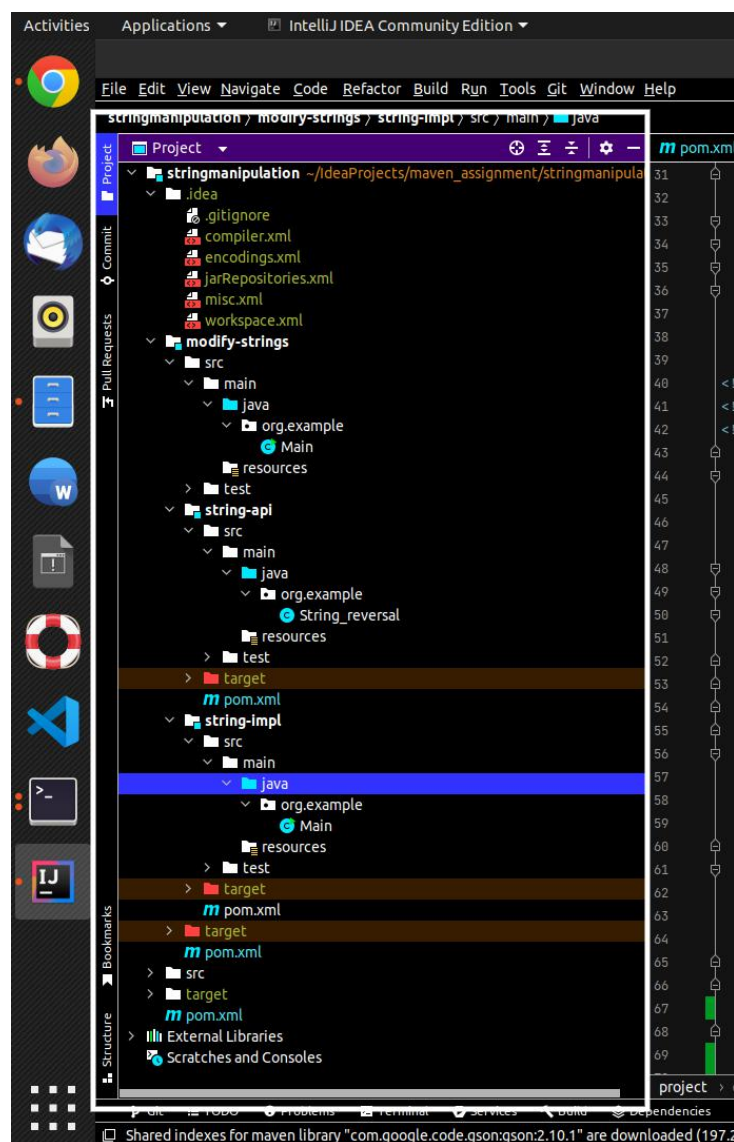 Activities Applications IntelliJ IDEA Community Edition
File Edit View Navigate Code Refactor Build Run Tools Git Window Help
stringmanipulation 〉 modify-strings 〉 string-impl 〉 src 〉 main 〉 java
Project
m pom.xml
Project
Commit
Pull Requests
Bookmarks
Structure
stringmanipulation ~/IdeaProjects/maven_assignment/stringmanipula
.idea
.gitignore
compiler.xml
encodings.xml
jarRepositories.xml
misc.xml
workspace.xml
modify-strings
src
main
java
org.example
Main
resources
test
string-api
src
main
java
org.example
String_reversal
resources
test
target
m pom.xml
string-impl
src
main
java
org.example
Main
resources
test
target
m pom.xml
target
m pom.xml
src
target
m pom.xml
External Libraries
Scratches and Consoles
31
32
33
34
35
36
37
38
39
40 <!
41 <!
42 <!
43
44
45
46
47
48
49
50
51
52
53
54
55
56
57
58
59
60
61
62
63
64
65
66
67
68
69
project ›
Git TODO Problems Terminal Services Build Dependencies
Shared indexes for maven library "com.google.code.gson:gson:2.10.1" are downloaded (197.2
W
>_
IJ